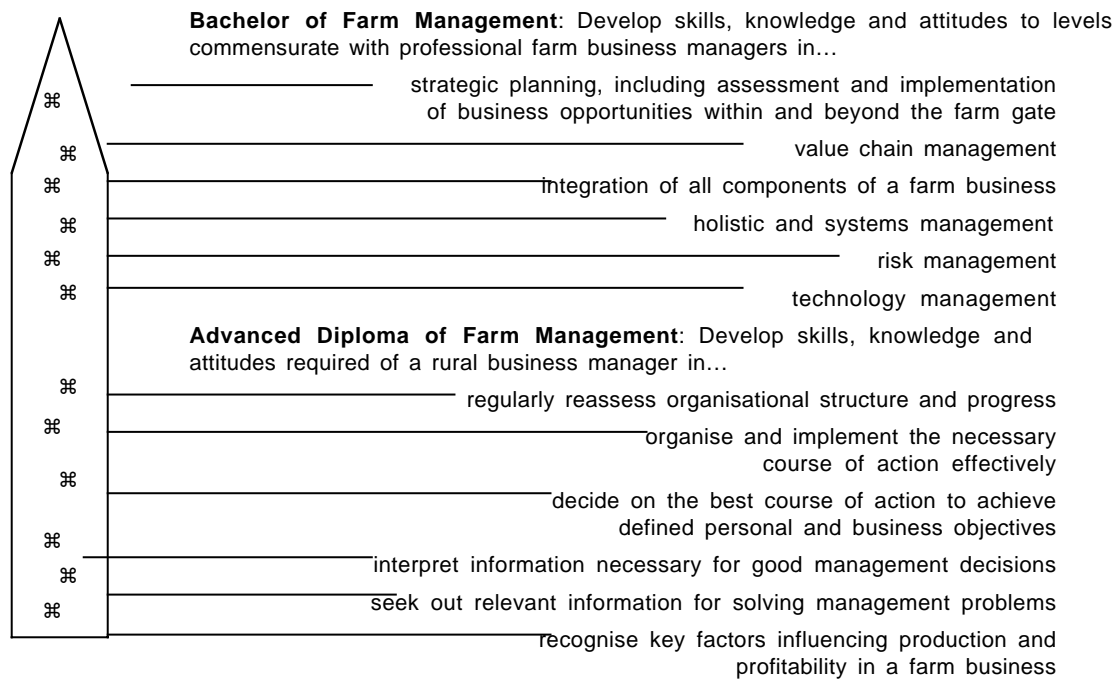 Bachelor of Farm Management: Develop skills, knowledge and attitudes to levels
commensurate with professional farm business managers in…
strategic planning, including assessment and implementation
of business opportunities within and beyond the farm gate
value chain management
integration of all components of a farm business
holistic and systems management
risk management
technology management
Advanced Diploma of Farm Management: Develop skills, knowledge and
attitudes required of a rural business manager in…
regularly reassess organisational structure and progress
organise and implement the necessary
course of action effectively
decide on the best course of action to achieve
defined personal and business objectives
interpret information necessary for good management decisions
seek out relevant information for solving management problems
recognise key factors influencing production and
profitability in a farm business